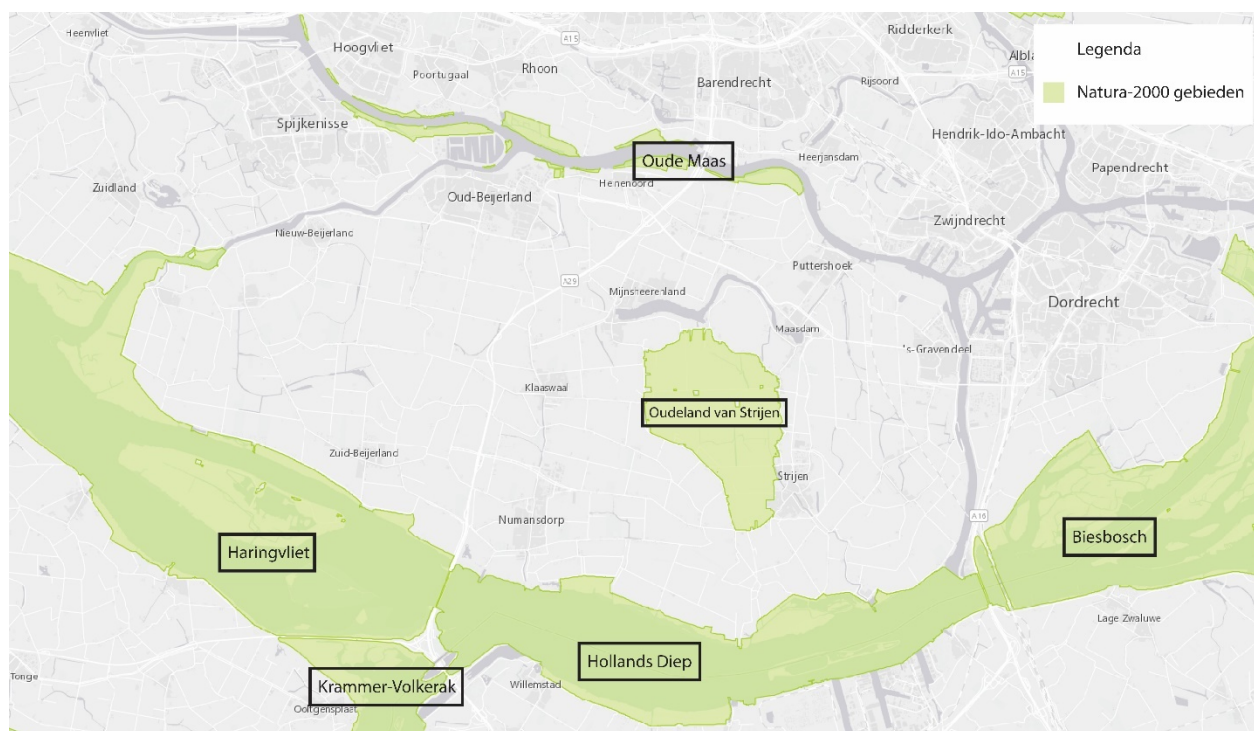 Heenvliet
Hoogvliet
A15
Rhoon
Poortugaal
Ridderkerk
Albla
A15
Barendrecht
Rijsoord
Legenda
Natura-2000 gebieden
Spijkenisse
Hendrik-Ido-Ambacht
Oude Maas
Heerjansdam
Papendrecht
Zuidland
Oud-Beijerland
Zwijndrecht
Nieuw-Beijerland
Puttershoek
A29
Mijnsheerenland
Dordrecht
Maasdam
's-Gravendeel
Klaaswaal
Oudeland van Strijen
Zuid-Beijerland
Strijen
Numansdorp
A16
Haringvliet
Biesbosch
Lage Zwaluwe
Hollands Diep
Tonge
Krammer-Volkerak
Willemstad